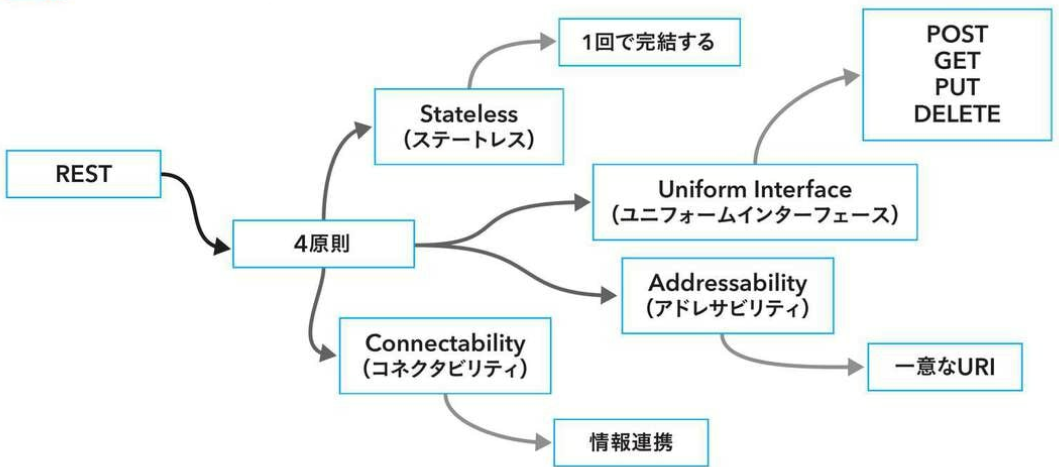 REST
4原則
Stateless
(ステートレス)
1回で完結する
Uniform Interface
(ユニフォームインターフェース)
POST
GET
PUT
DELETE
Addressability
(アドレサビリティ)
一意なURI
Connectability
(コネクタビリティ)
情報連携